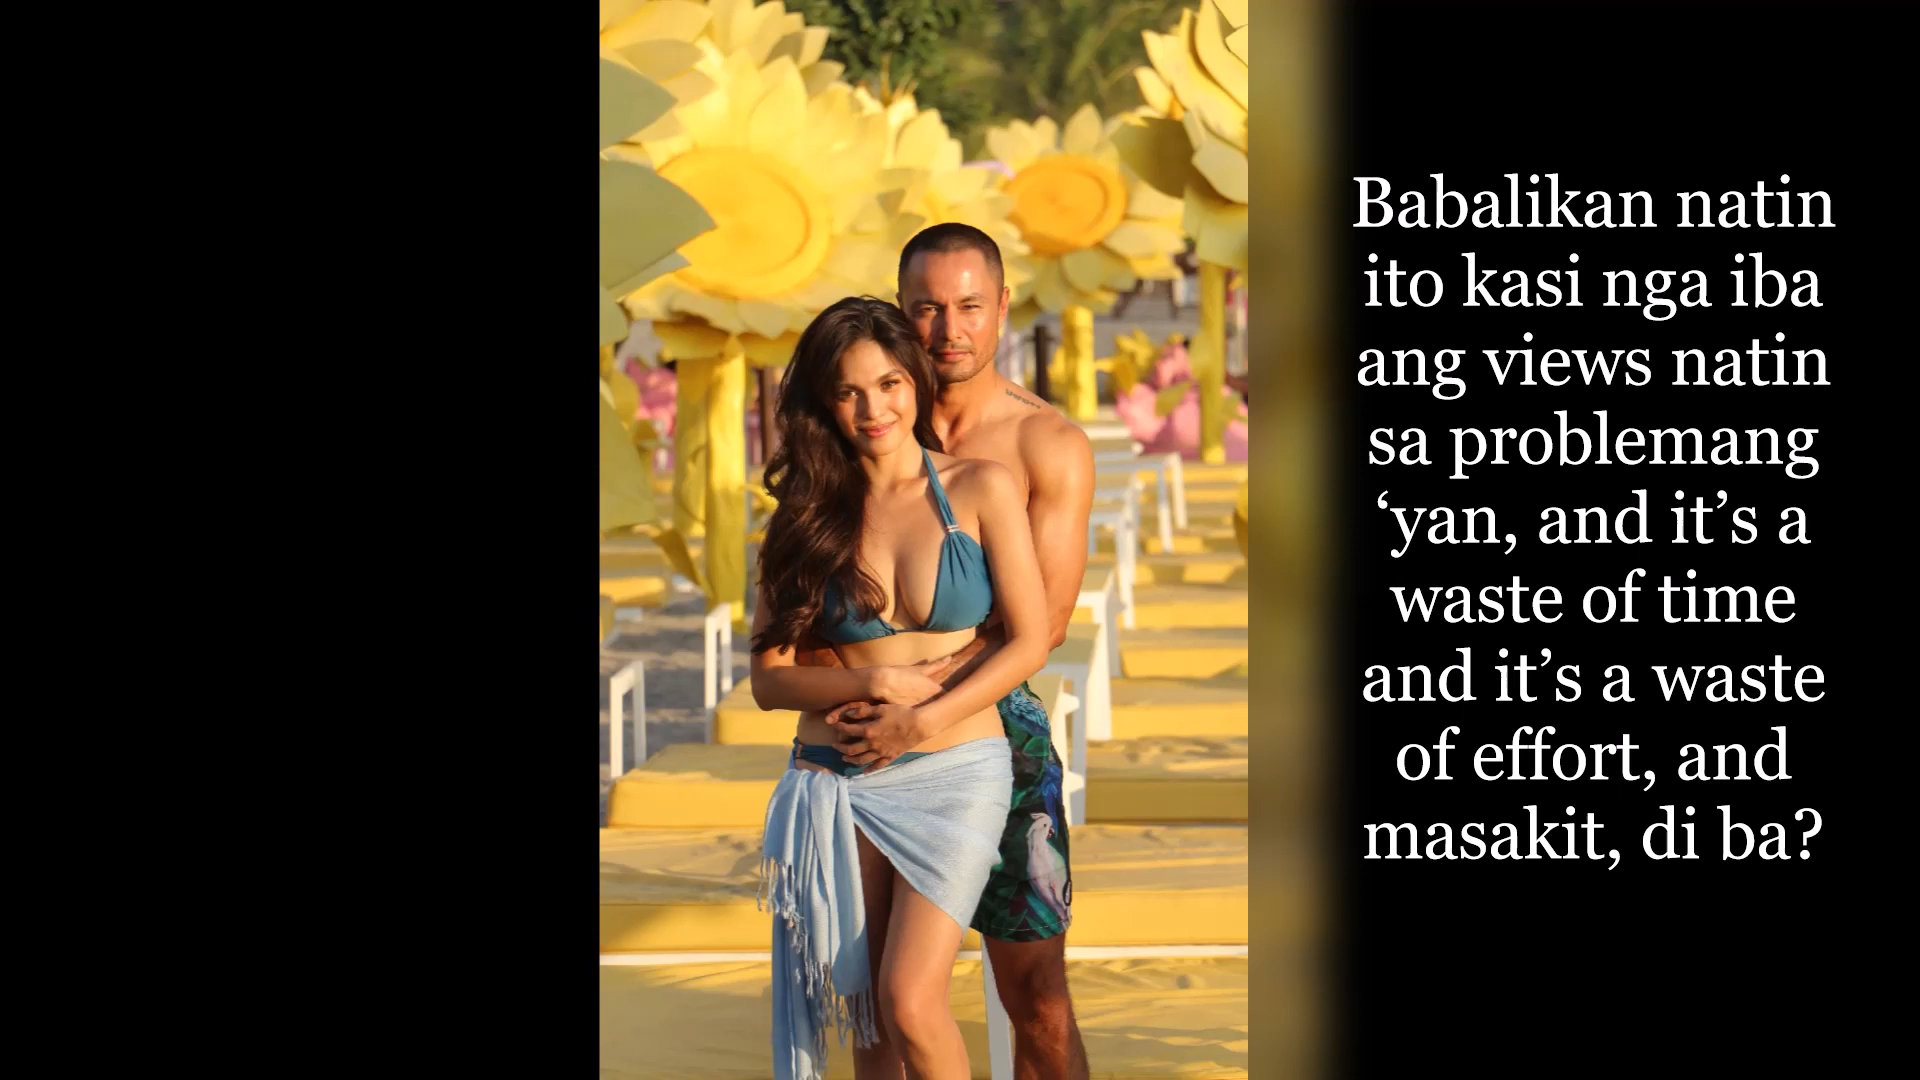 Babalikan natin
ito kasi nga iba
ang views natin
sa problemang
‘yan, and it’s a
waste of time
and it’s a waste
of effort, and
masakit, di ba?